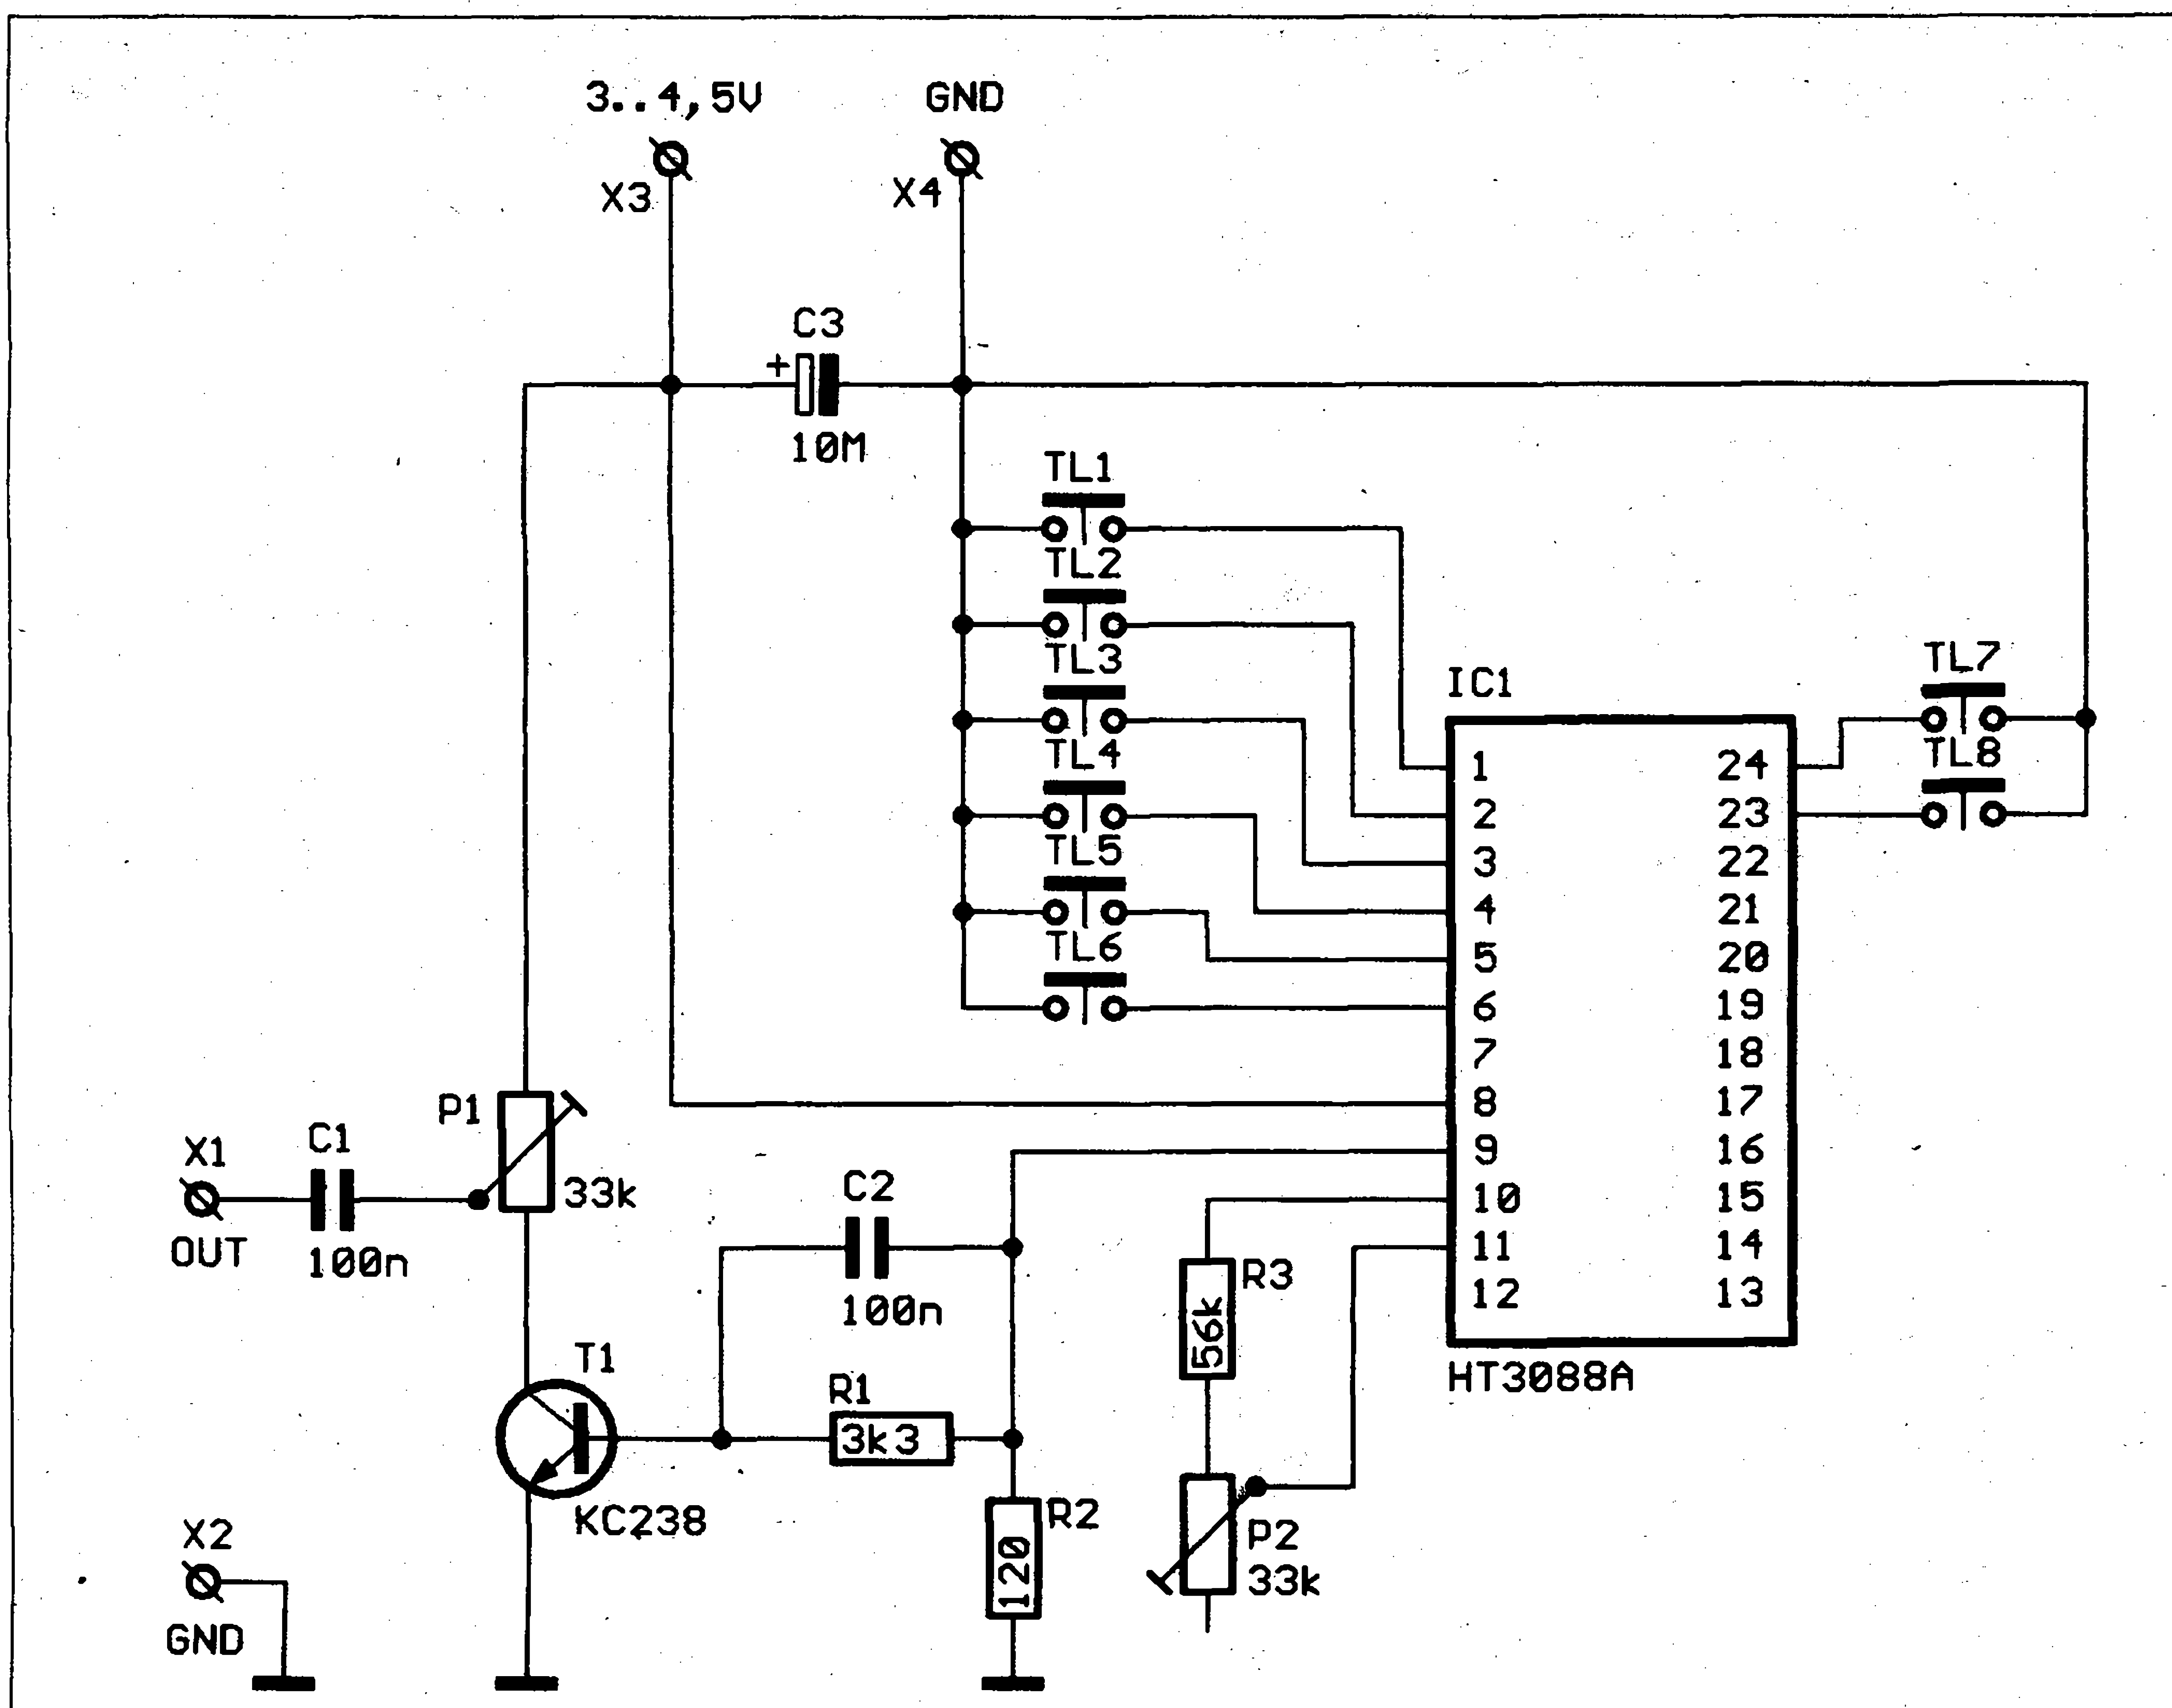 3..4,5V
GND
X3
X4
C3
+
10M
TL1
TL2
TL3
TL4
TL5
TL6
IC1
TL7
TL8
1 24
2 23
3 22
4 21
5 20
6 19
7 18
8 17
9 16
10 15
11 14
12 13
HT3088A
P1
33k
X1
OUT
C1
100n
C2
100n
R3
56k
T1
KC238
R1
3k3
R2
120
P2
33k
X2
GND